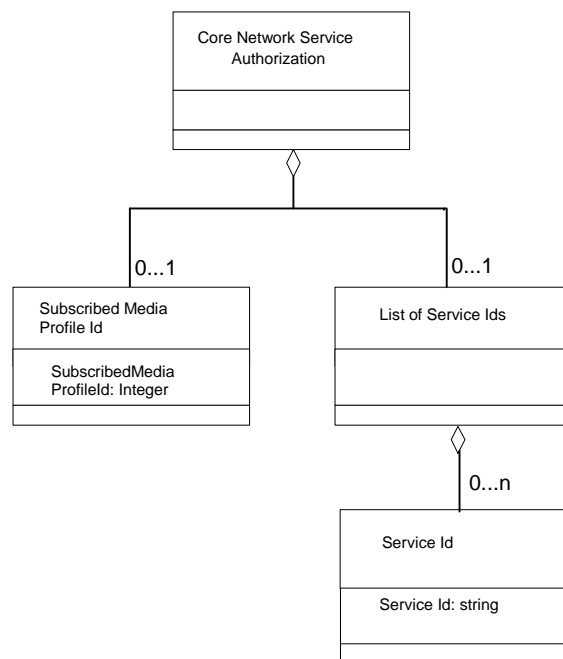 Core Network Service
Authorization
0...1
0...1
Subscribed Media
Profile Id
SubscribedMedia
ProfileId: Integer
List of Service Ids
0...n
Service Id
Service Id: string